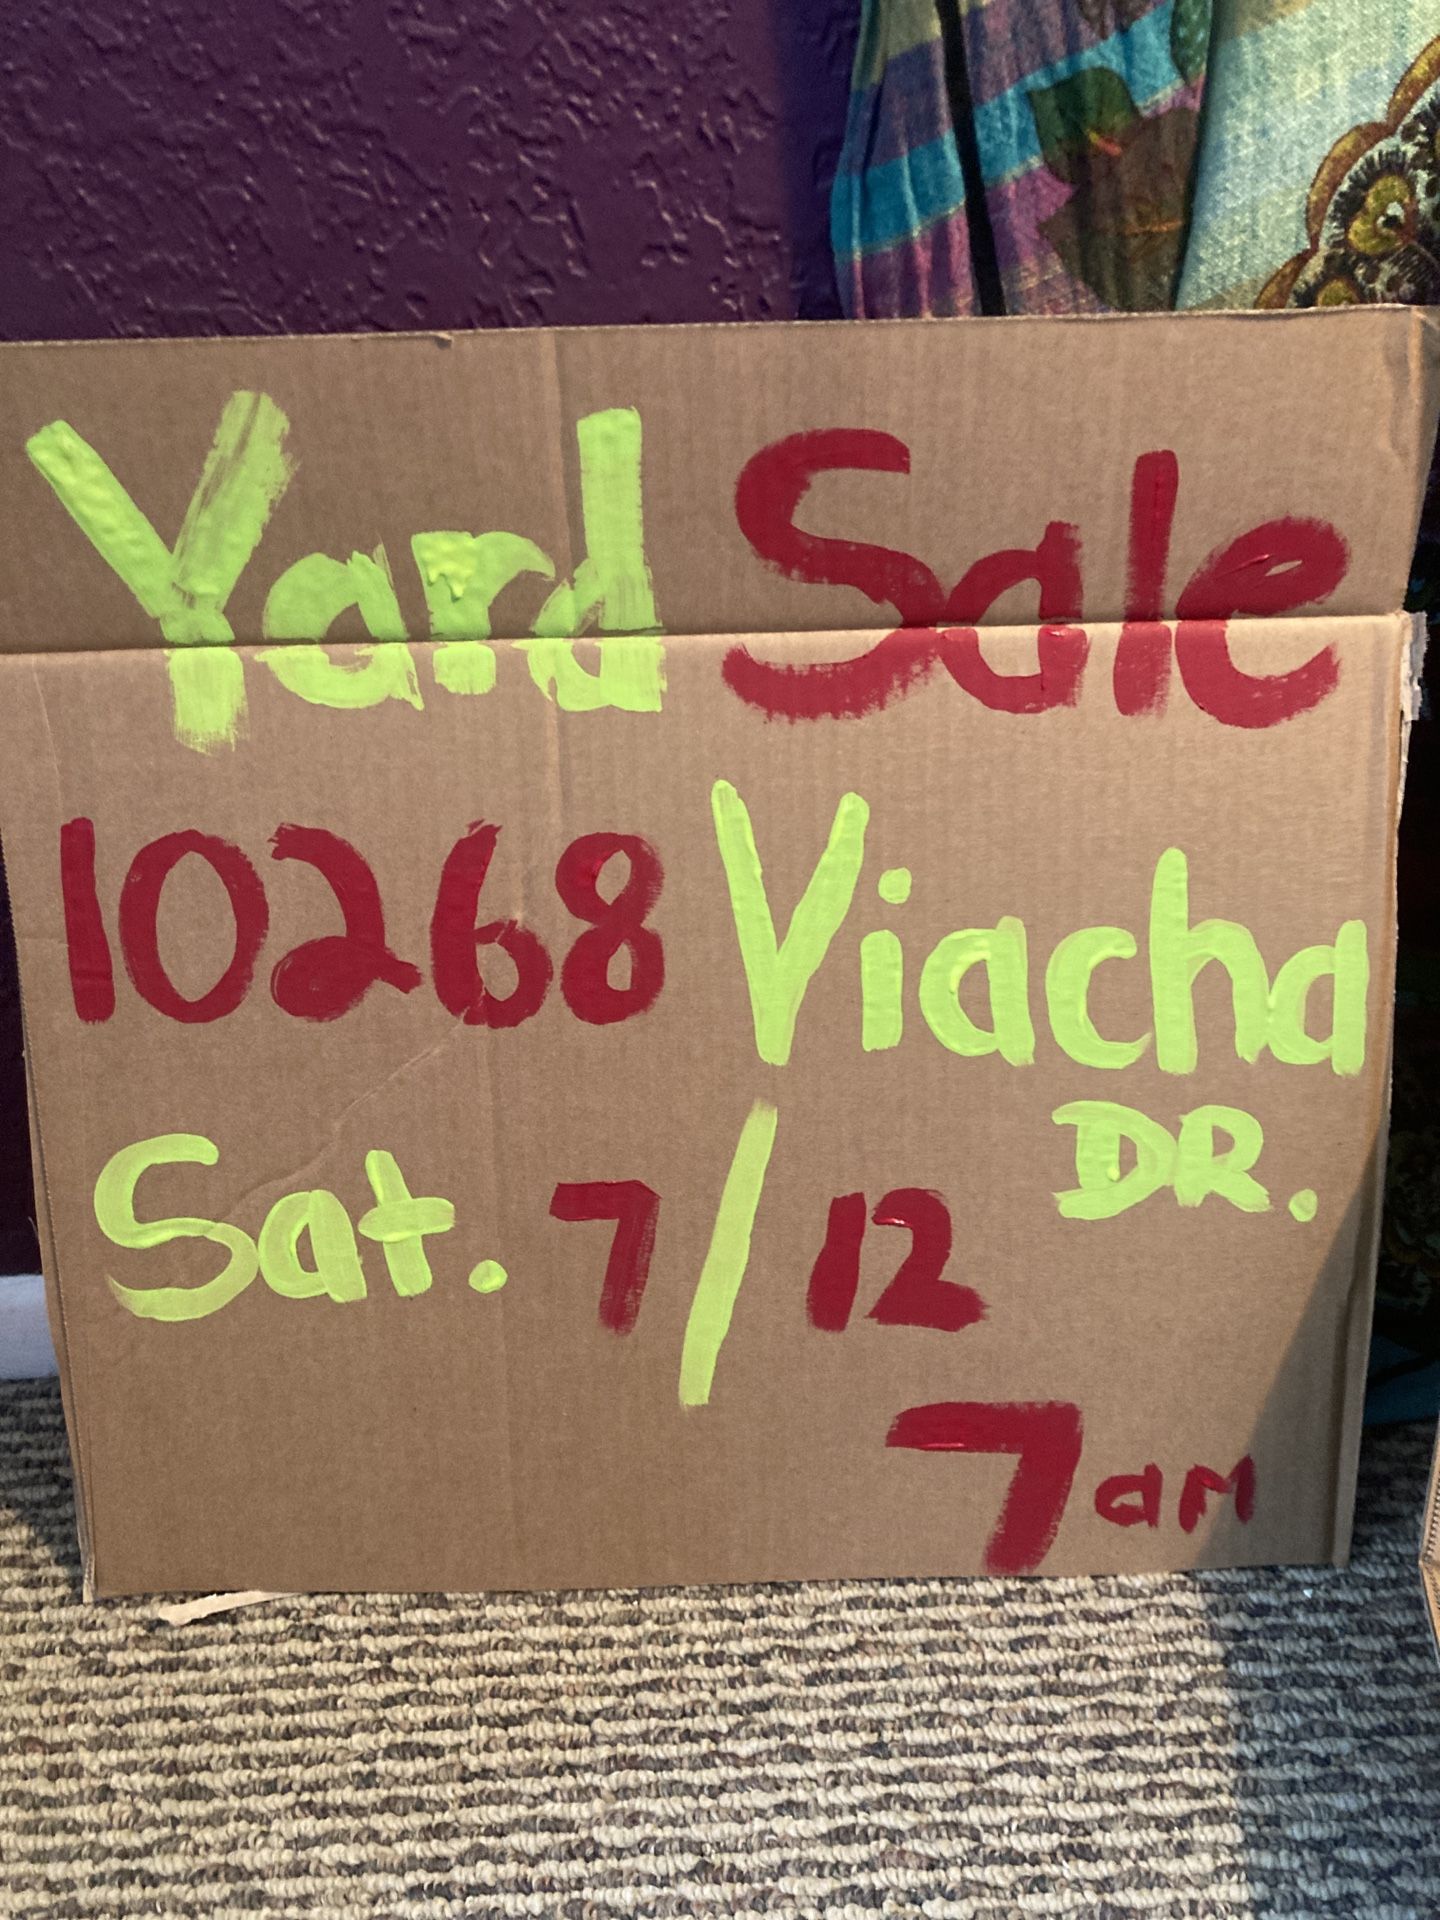 Yard Sale
10268 Viacha
DR.
Sat. 7/12
7am